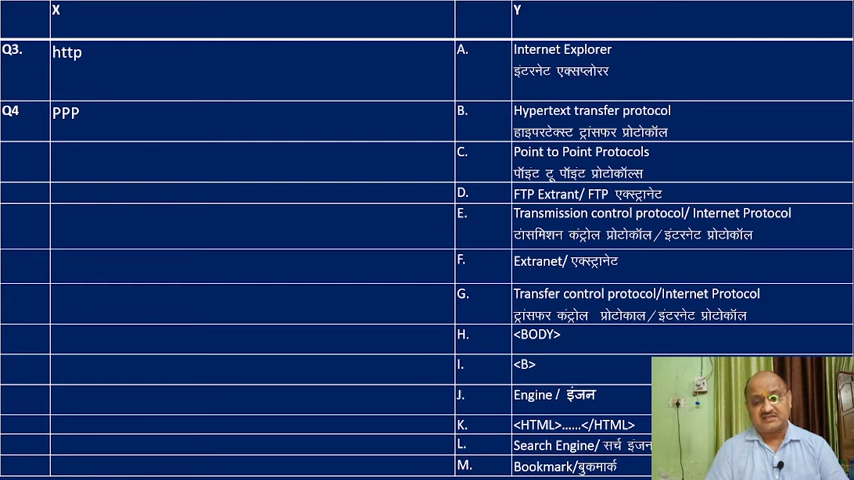 X Y
Q3. http A. Internet Explorer
इंटरनेट एक्सप्लोरर
Q4 PPP B. Hypertext transfer protocol
हाइपरटेक्स्ट ट्रांसफर प्रोटोकॉल
C. Point to Point Protocols
पॉइंट टू पॉइंट प्रोटोकॉल्स
D. FTP Extrant/ FTP एक्स्ट्रानेट
E. Transmission control protocol/ Internet Protocol
टांसमिशन कंट्रोल प्रोटोकॉल/इंटरनेट प्रोटोकॉल
F. Extranet/ एक्स्ट्रानेट
G. Transfer control protocol/Internet Protocol
ट्रांसफर कंट्रोल प्रोटोकाल/इंटरनेट प्रोटोकॉल
H. <BODY>
I. <B>
J. Engine / इंजन
K. <HTML>......</HTML>
L. Search Engine/ सर्च इंजन
M. Bookmark/बुकमार्क